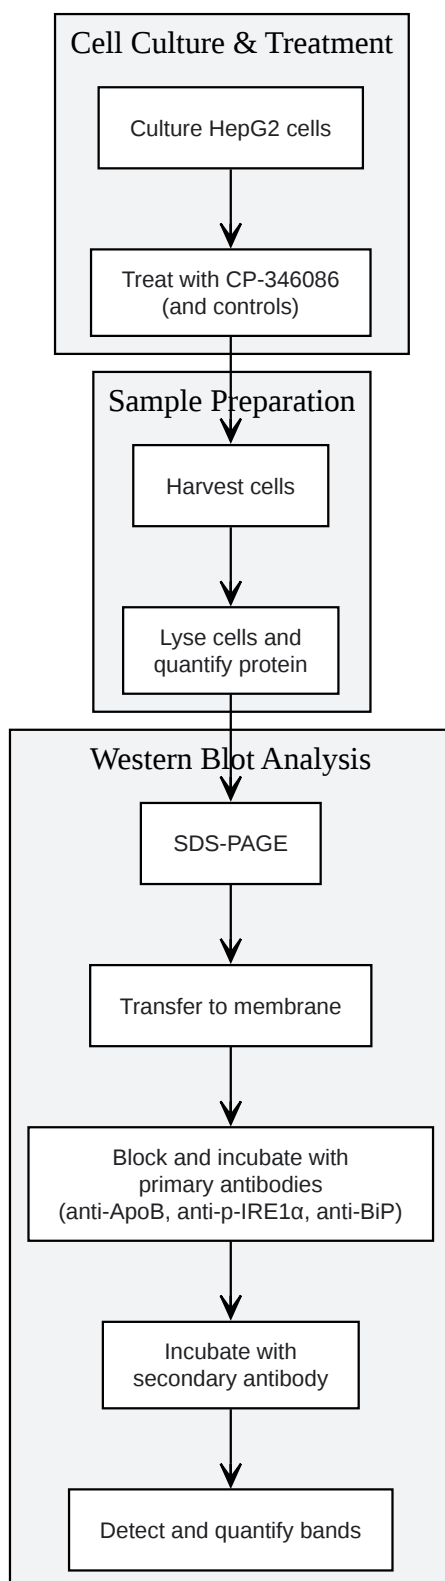 Cell Culture & Treatment
Culture HepG2 cells
Treat with CP-346086
(and controls)
Sample Preparation
Harvest cells
Lyse cells and
quantify protein
Western Blot Analysis
SDS-PAGE
Transfer to membrane
Block and incubate with
primary antibodies
(anti-ApoB, anti-p-IRE1α, anti-BiP)
Incubate with
secondary antibody
Detect and quantify bands